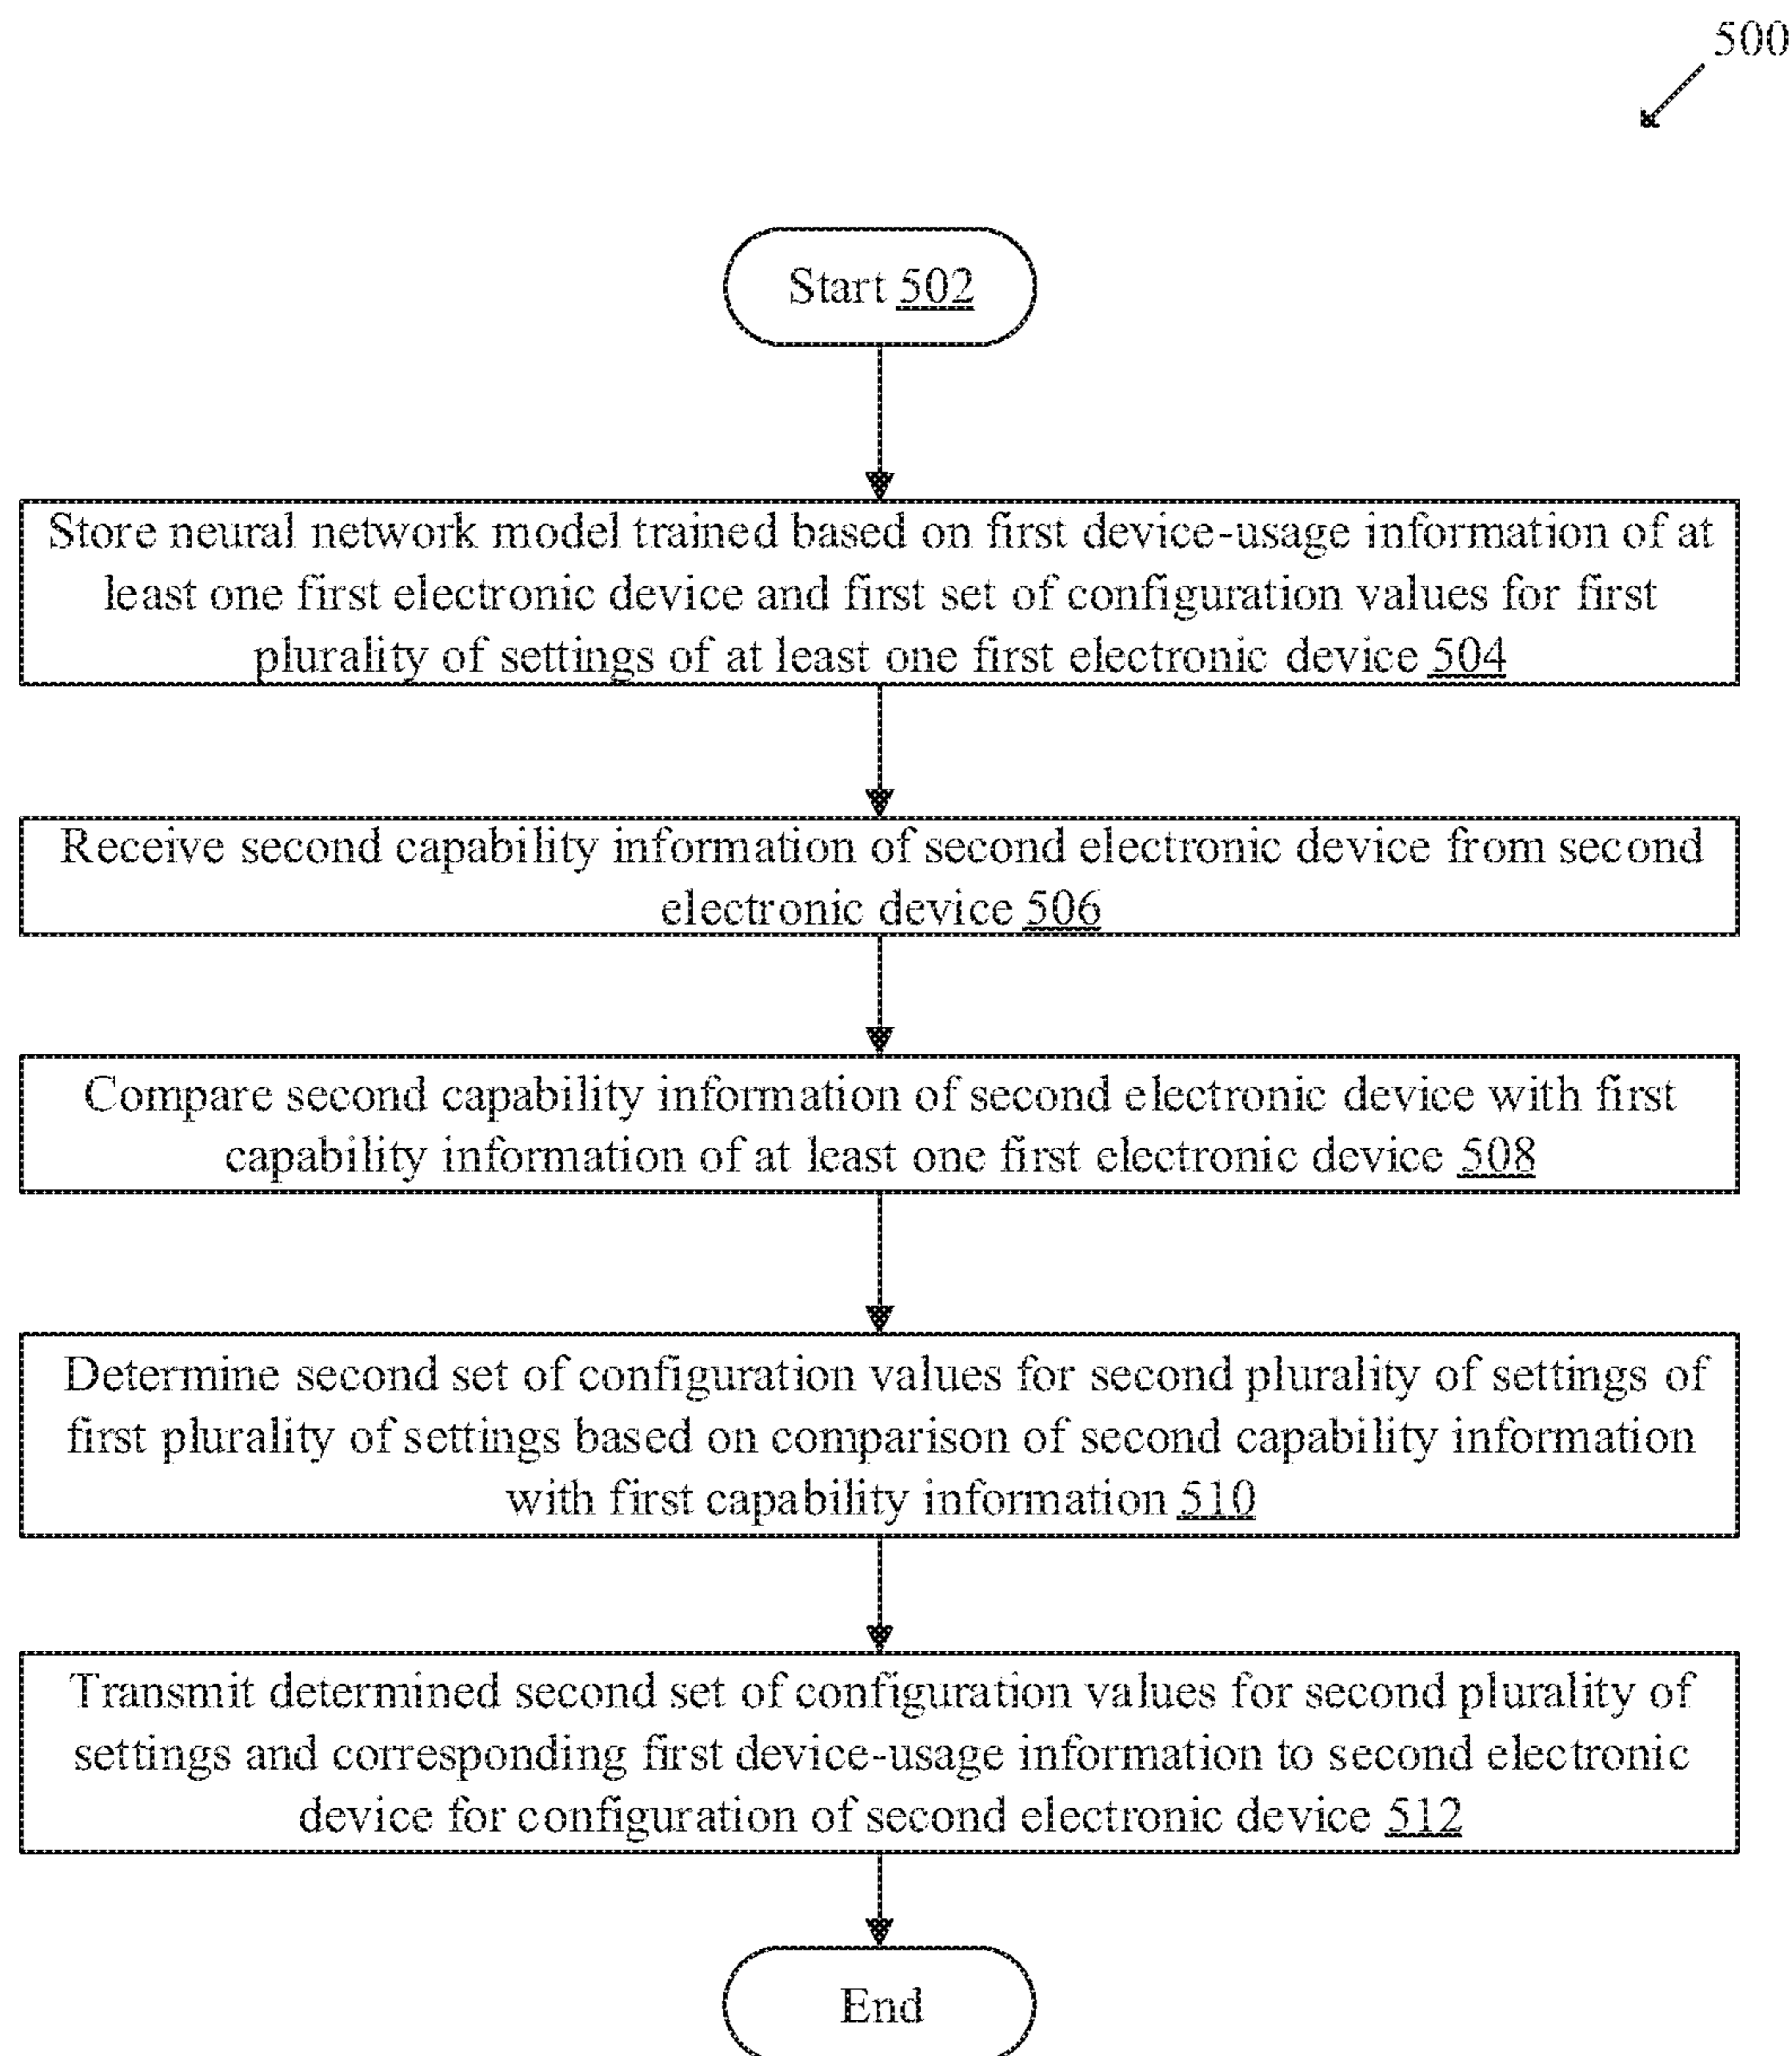 500
Start 502
Store neural network model trained based on first device-usage information of at
least one first electronic device and first set of configuration values for first
plurality of settings of at least one first electronic device 504
Receive second capability information of second electronic device from second
electronic device 506
Compare second capability information of second electronic device with first
capability information of at least one first electronic device 508
Determine second set of configuration values for second plurality of settings of
first plurality of settings based on comparison of second capability information
with first capability information 510
Transmit determined second set of configuration values for second plurality of
settings and corresponding first device-usage information to second electronic
device for configuration of second electronic device 512
End